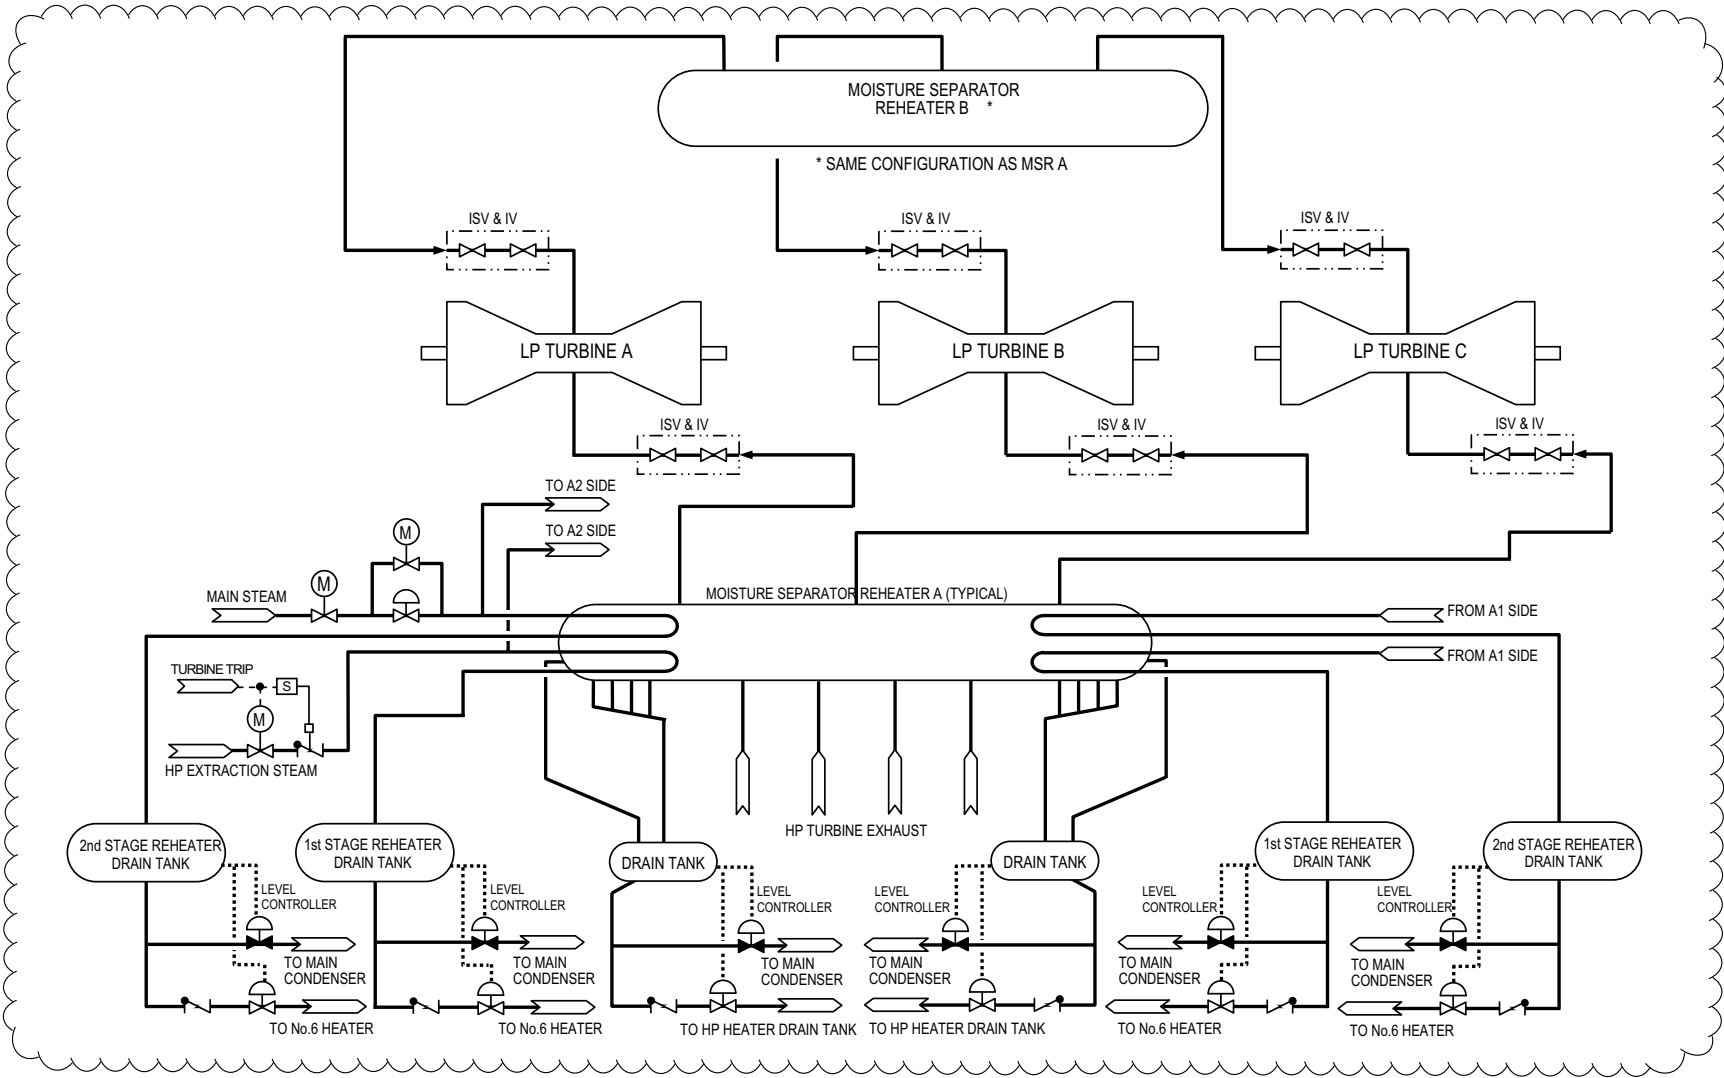 MOISTURE SEPARATOR
REHEATER B *
* SAME CONFIGURATION AS MSR A
ISV & IV
ISV & IV
ISV & IV
LP TURBINE A
LP TURBINE B
LP TURBINE C
ISV & IV
ISV & IV
ISV & IV
TO A2 SIDE
TO A2 SIDE
M
M
MAIN STEAM
MOISTURE SEPARATOR REHEATER A (TYPICAL)
FROM A1 SIDE
FROM A1 SIDE
TURBINE TRIP
S
M
HP EXTRACTION STEAM
HP TURBINE EXHAUST
2nd STAGE REHEATER
DRAIN TANK
1st STAGE REHEATER
DRAIN TANK
DRAIN TANK
DRAIN TANK
1st STAGE REHEATER
DRAIN TANK
2nd STAGE REHEATER
DRAIN TANK
LEVEL
CONTROLLER
LEVEL
CONTROLLER
LEVEL
CONTROLLER
LEVEL
CONTROLLER
LEVEL
CONTROLLER
LEVEL
CONTROLLER
TO MAIN
CONDENSER
TO MAIN
CONDENSER
TO MAIN
CONDENSER
TO MAIN
CONDENSER
TO MAIN
CONDENSER
TO MAIN
CONDENSER
TO No.6 HEATER
TO No.6 HEATER
TO HP HEATER DRAIN TANK
TO HP HEATER DRAIN TANK
TO No.6 HEATER
TO No.6 HEATER